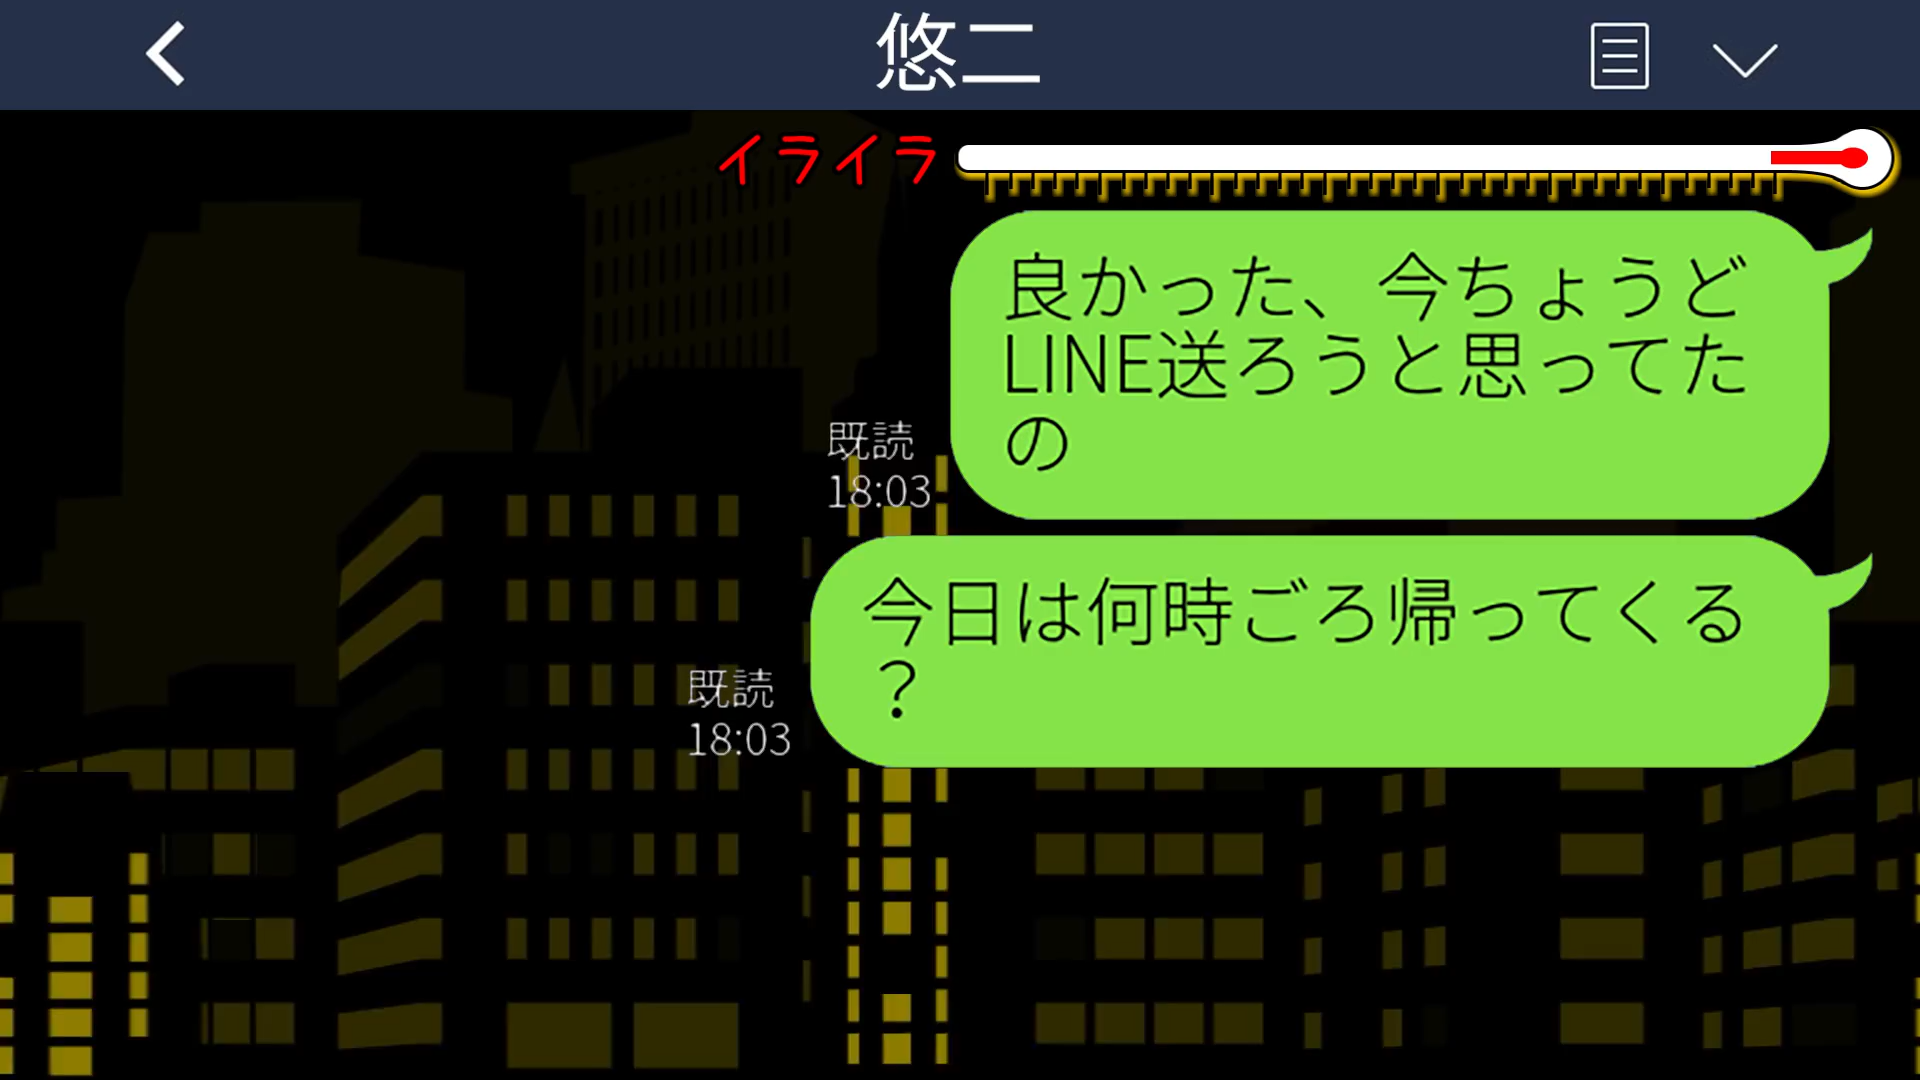 悠二
イライラ
良かった、今ちょうど
LINE送ろうと思ってた
の
既読
18:03
今日は何時ごろ帰ってくる
？
既読
18:03